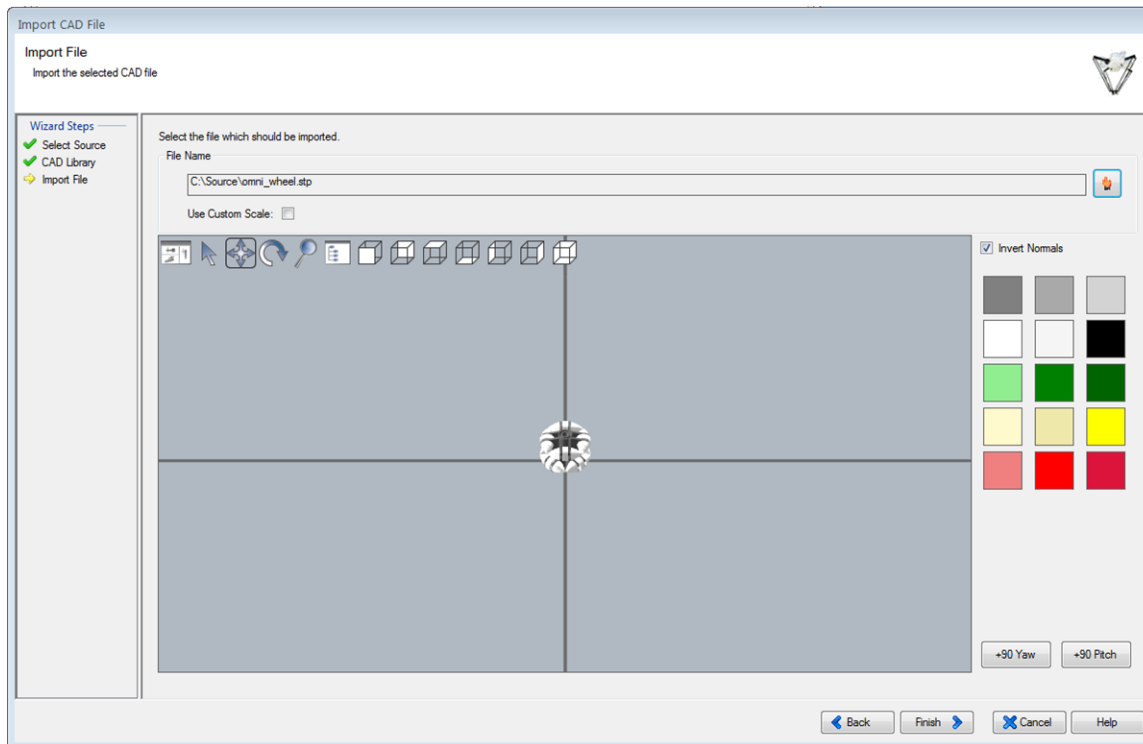 Import CAD File
Import File
Import the selected CAD file
Wizard Steps
Select Source
CAD Library
Import File
Select the file which should be imported.
File Name
C:\Source\omni_wheel.stp
Use Custom Scale:
Invert Normals
+90 Yaw
+90 Pitch
Back
Finish
Cancel
Help